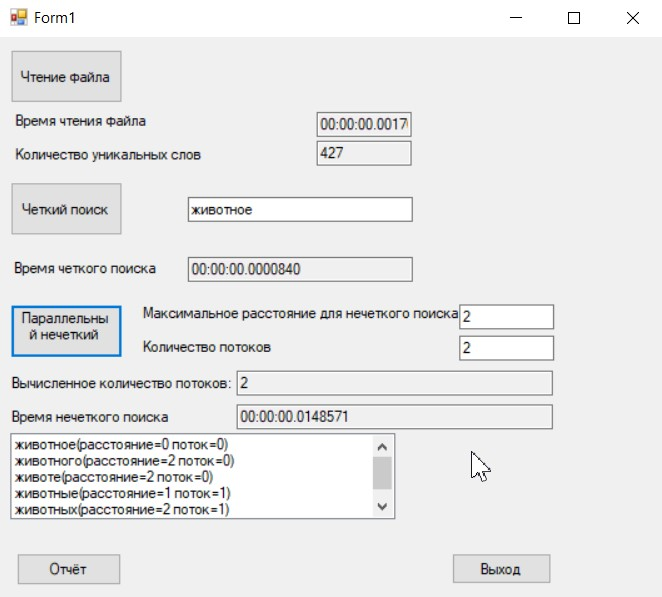 Form1
Чтение файла
Время чтения файла
00:00:00.0017
Количество уникальных слов
427
Четкий поиск
животное
Время четкого поиска
00:00:00.0000840
Параллельны
й нечеткий
Максимальное расстояние для нечеткого поиска
2
Количество потоков
2
Вычисленное количество потоков:
2
Время нечеткого поиска
00:00:00.0148571
животное(расстояние=0 поток=0)
животного(расстояние=2 поток=0)
животе(расстояние=2 поток=0)
животные(расстояние=1 поток=1)
животных(расстояние=2 поток=1)
Отчёт
Выход